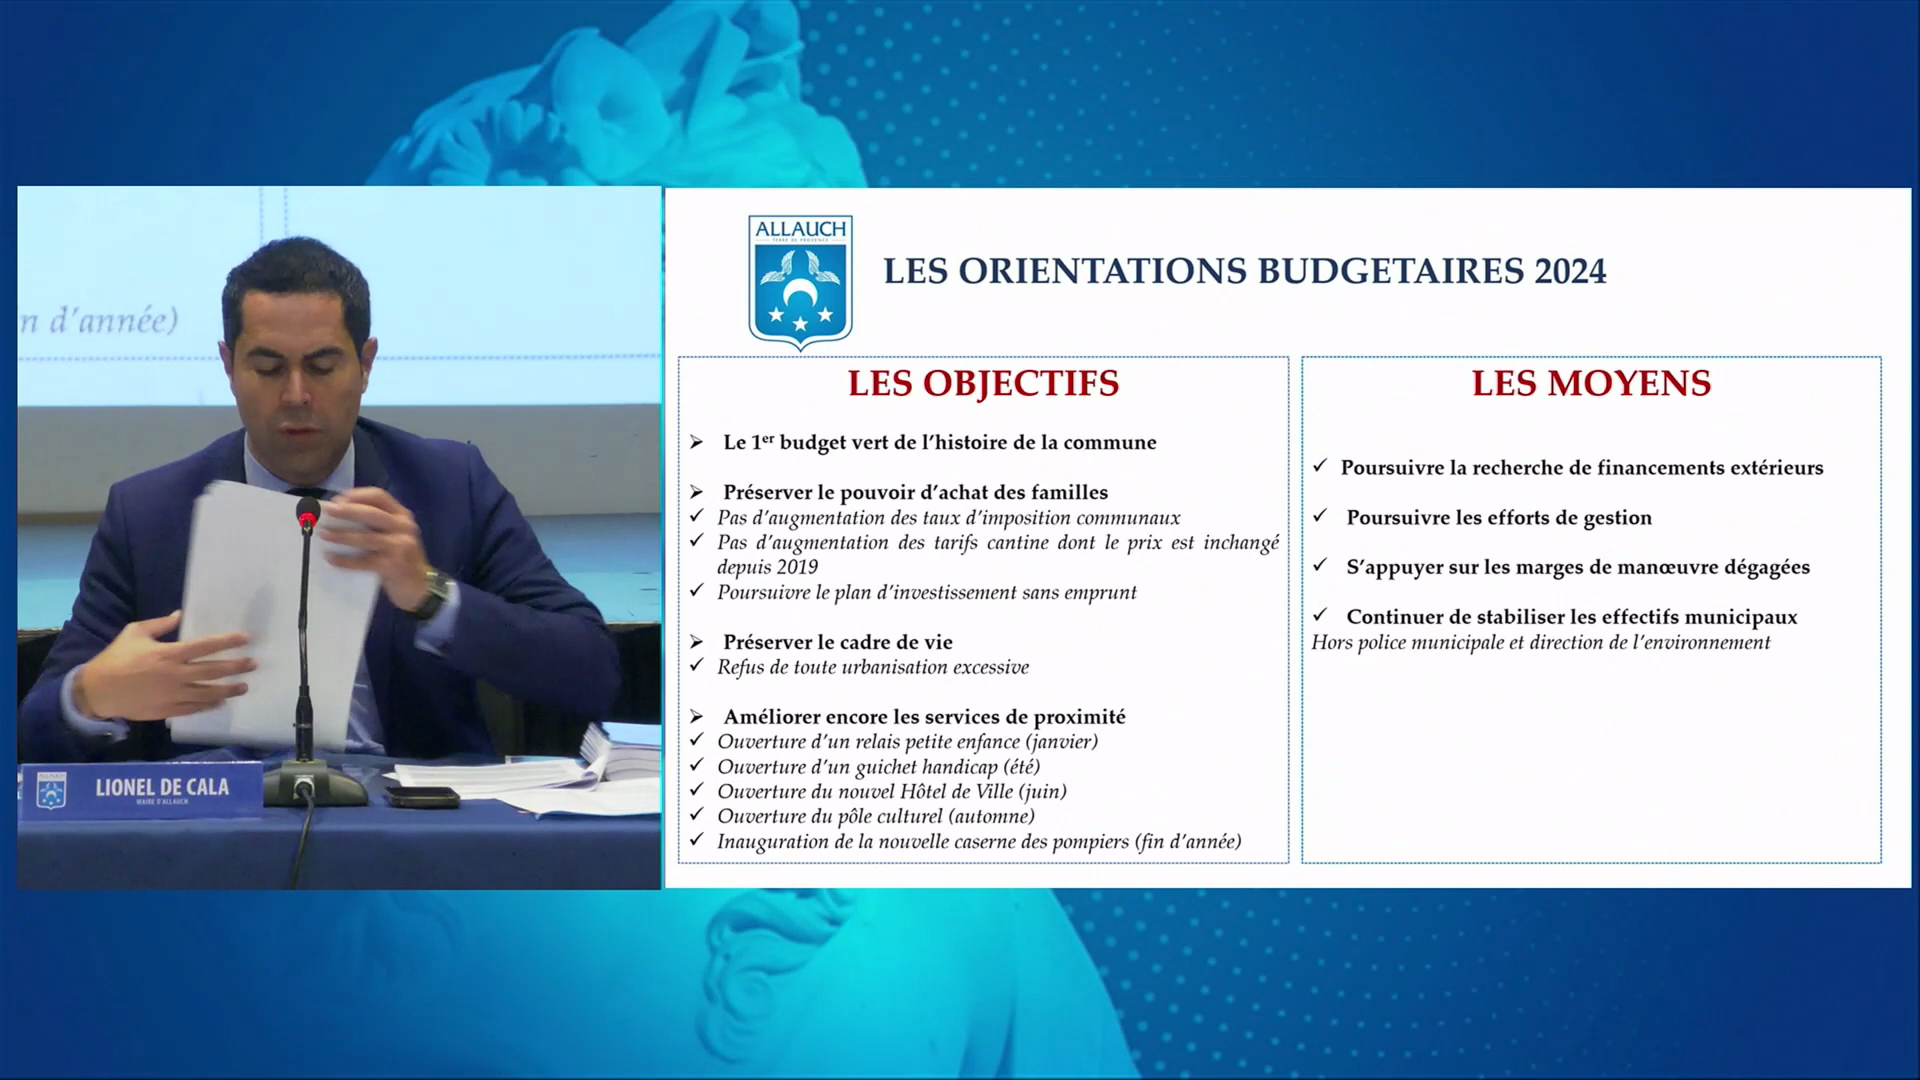 n d'année)
LIONEL DE CALA
MAIRE D'ALLAUCH
ALLAUCH
TERRE DE PROVENCE
LES ORIENTATIONS BUDGETAIRES 2024
LES OBJECTIFS
Le 1er budget vert de l'histoire de la commune
Préserver le pouvoir d'achat des familles
Pas d'augmentation des taux d'imposition communaux
Pas d'augmentation des tarifs cantine dont le prix est inchangé
depuis 2019
Poursuivre le plan d'investissement sans emprunt
Préserver le cadre de vie
Refus de toute urbanisation excessive
Améliorer encore les services de proximité
Ouverture d'un relais petite enfance (janvier)
Ouverture d'un guichet handicap (été)
Ouverture du nouvel Hôtel de Ville (juin)
Ouverture du pôle culturel (automne)
Inauguration de la nouvelle caserne des pompiers (fin d'année)
LES MOYENS
Poursuivre la recherche de financements extérieurs
Poursuivre les efforts de gestion
S'appuyer sur les marges de manœuvre dégagées
Continuer de stabiliser les effectifs municipaux
Hors police municipale et direction de l'environnement